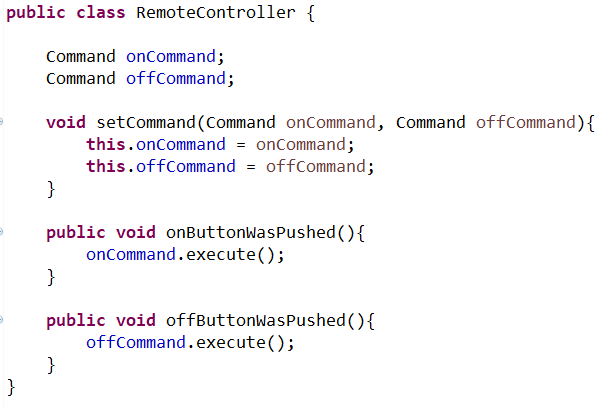 public class RemoteController {
Command onCommand;
Command offCommand;
void setCommand(Command onCommand, Command offCommand){
this.onCommand = onCommand;
this.offCommand = offCommand;
}
public void onButtonWasPushed(){
onCommand.execute();
}
public void offButtonWasPushed(){
offCommand.execute();
}
}